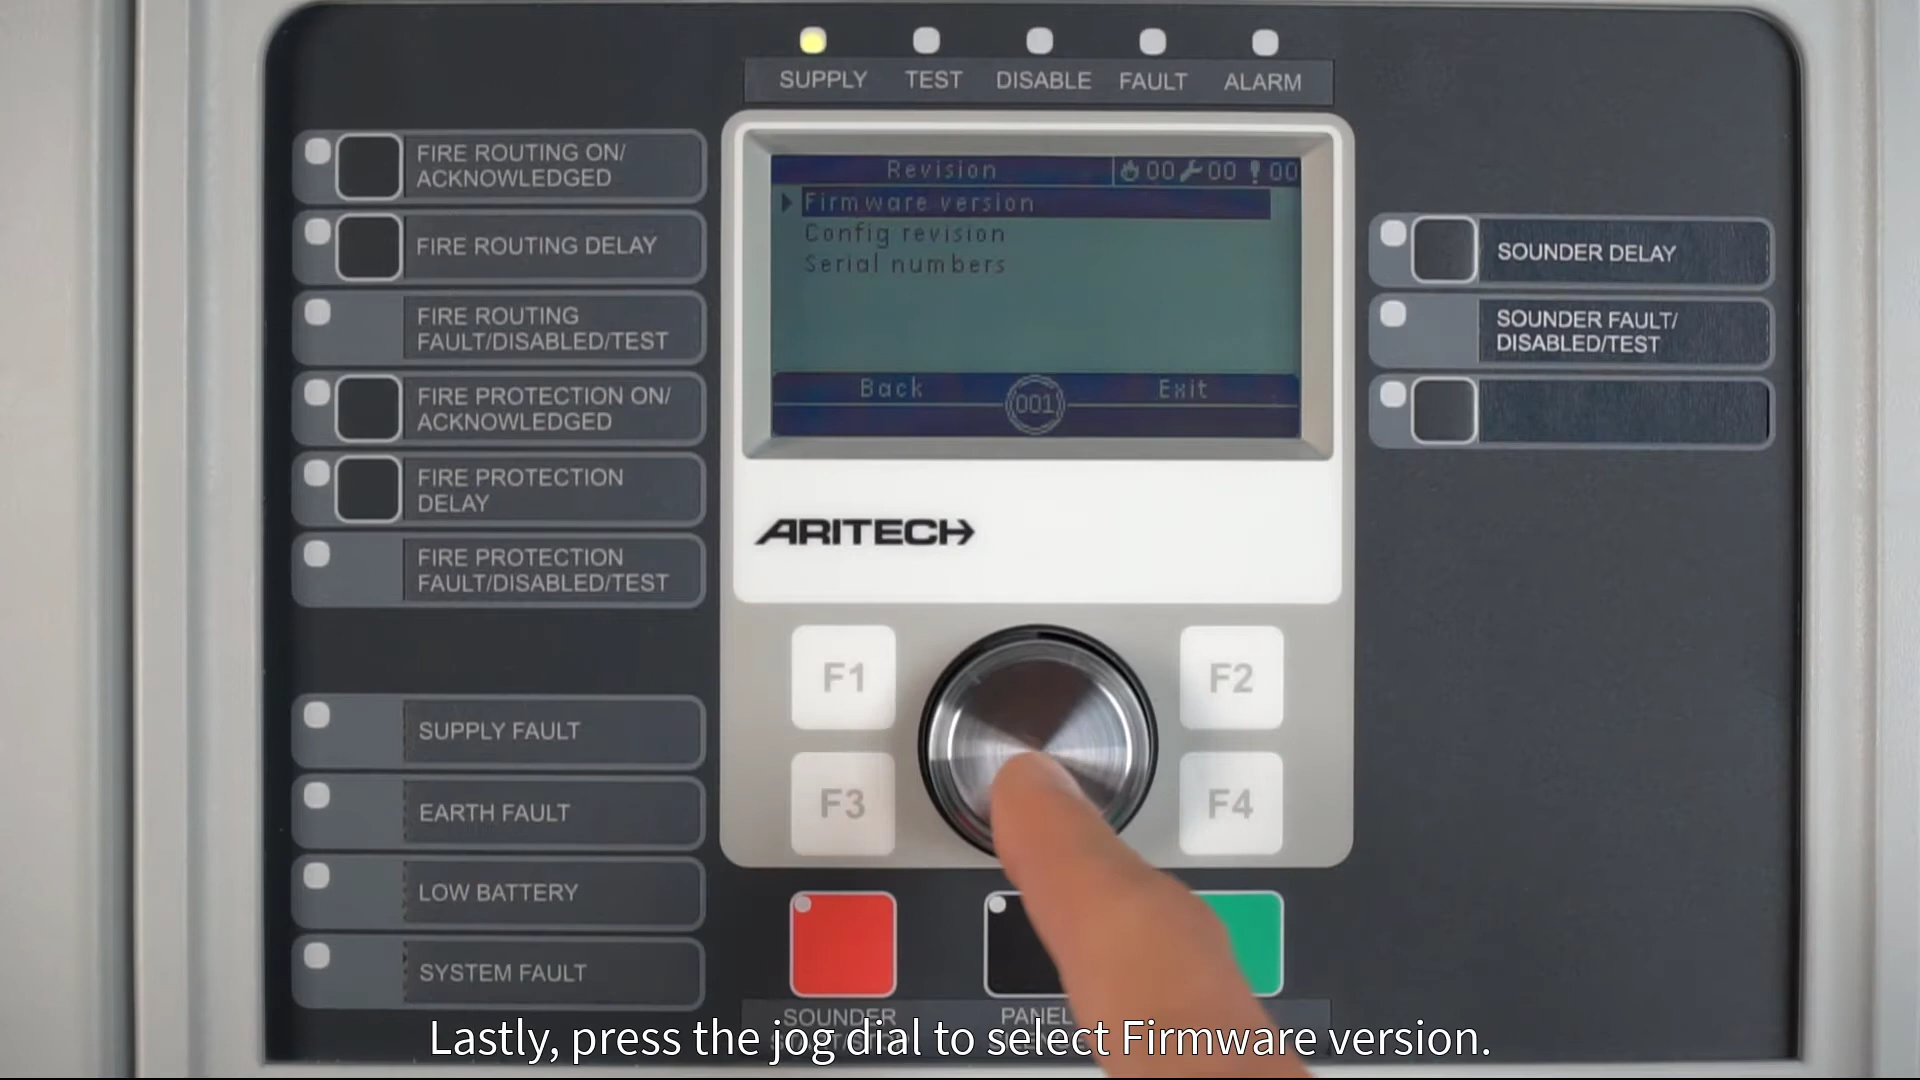 SUPPLY TEST DISABLE FAULT ALARM
FIRE ROUTING ON/
ACKNOWLEDGED
FIRE ROUTING DELAY
FIRE ROUTING
FAULT/DISABLED/TEST
FIRE PROTECTION ON/
ACKNOWLEDGED
FIRE PROTECTION
DELAY
FIRE PROTECTION
FAULT/DISABLED/TEST
SUPPLY FAULT
EARTH FAULT
LOW BATTERY
SYSTEM FAULT
Revision 00 00 00
Firmware version
Config revision
Serial numbers
Back 001 Exit
ARITECH
F1 F2
F3 F4
SOUNDER DELAY
SOUNDER FAULT/
DISABLED/TEST
SOUNDER PANEL
Lastly, press the jog dial to select Firmware version.